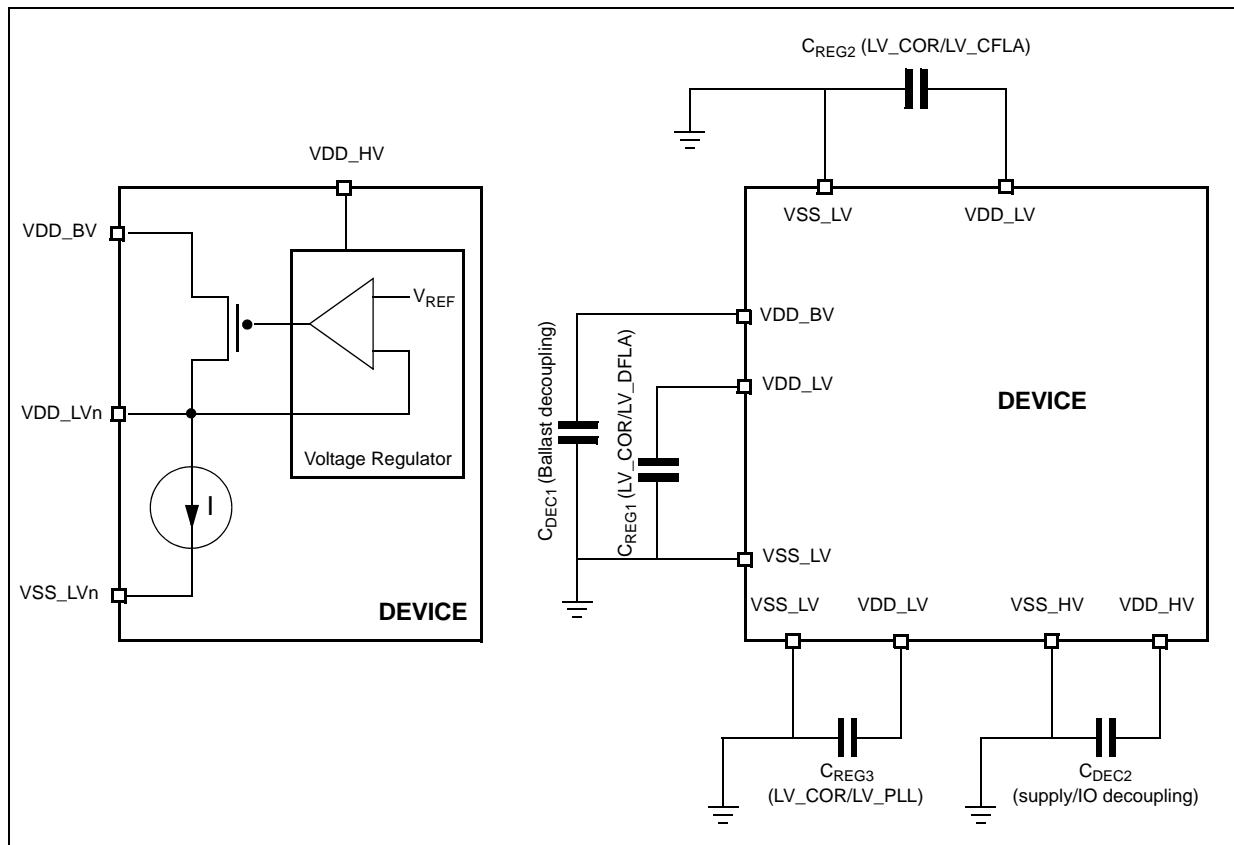 VDD_HV
VDD_BV
VREF
VDD_LVn
Voltage Regulator
I
VSS_LVn
DEVICE
CREG2 (LV_COR/LV_CFLA)
VSS_LV
VDD_LV
VDD_BV
VDD_LV
DEVICE
CDEC1 (Ballast decoupling)
CREG1 (LV_COR/LV_DFLA)
VSS_LV
VSS_LV
VDD_LV
VSS_HV
VDD_HV
CREG3
(LV_COR/LV_PLL)
CDEC2
(supply/IO decoupling)